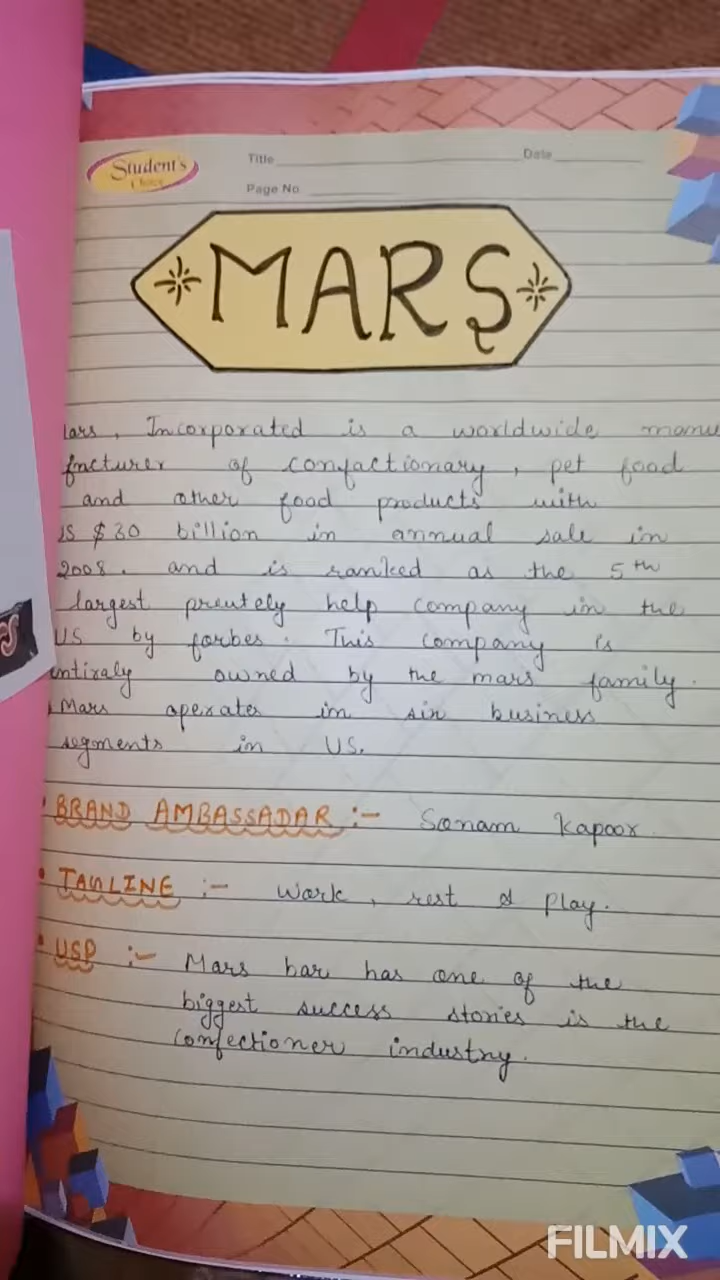 Student's
Choice
Title
Date
Page No.
MARS
lars, Incorporated is a worldwide manu
fncturer of confactionary, pet food
and other food products with
US $30 billion in annual sale in
2008. and is ranked as the 5th
largest preutely help company in the
US by forbes. This company is
entiraly owned by the mars family.
Mars operates in sin business
segments in US.
• BRAND AMBASSADAR :- Sonam Kapoor
• TAGLINE :- Work, rest & Play.
• USP :- Mars bar has one of the
biggest success stories is the
confectioner industry.
FILMIX